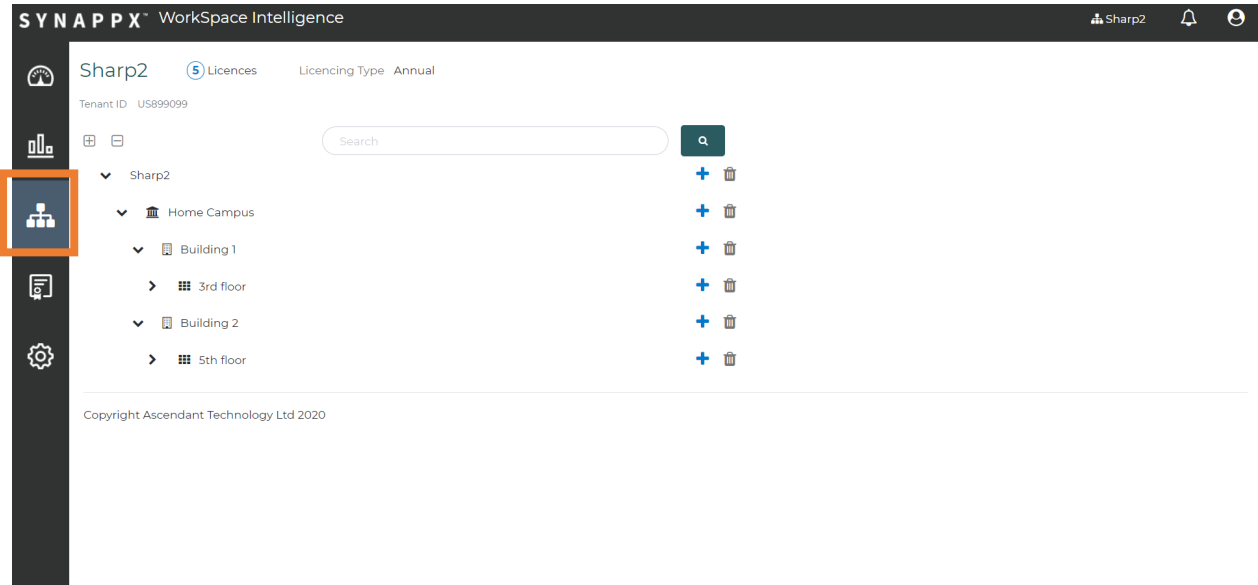 SYNAPPX™ WorkSpace Intelligence Sharp2
Sharp2 5 Licences Licencing Type Annual
Tenant ID US899099
Search
Sharp2
Home Campus
Building 1
3rd floor
Building 2
5th floor
Copyright Ascendant Technology Ltd 2020